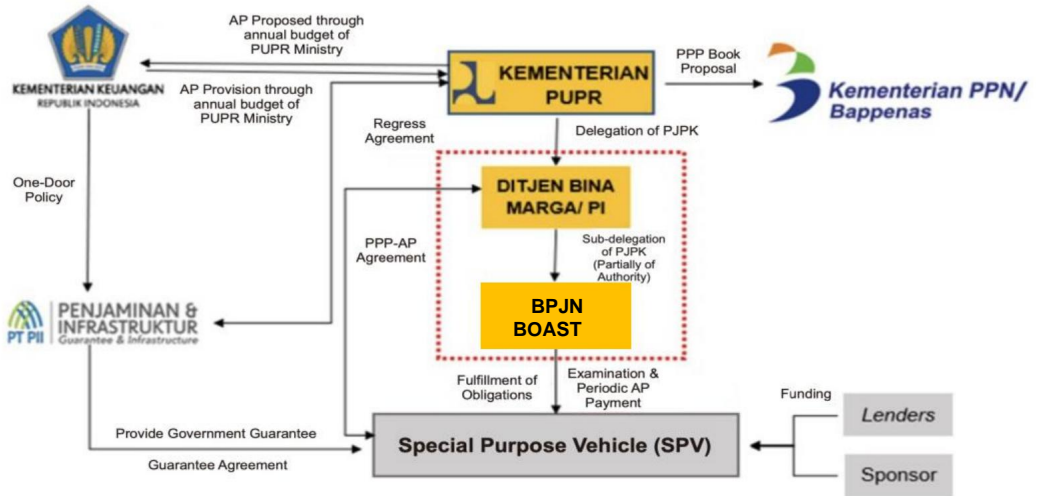 AP Proposed through
annual budget of
PUPR Ministry
KEMENTERIAN KEUANGAN
REPUBLIK INDONESIA
AP Provision through
annual budget of
PUPR Ministry
KEMENTERIAN
PUPR
PPP Book
Proposal
Kementerian PPN/
Bappenas
Regress
Agreement
Delegation of PJPK
One-Door
Policy
DITJEN BINA
MARGA/ PI
PPP-AP
Agreement
Sub-delegation
of PJPK
(Partially of
Authority)
PT PII
PENJAMINAN &
INFRASTRUKTUR
Guarantee & Infrastructure
BPJN
BOAST
Fulfillment of
Obligations
Examination &
Periodic AP
Payment
Funding
Lenders
Provide Government Guarantee
Guarantee Agreement
Special Purpose Vehicle (SPV)
Sponsor